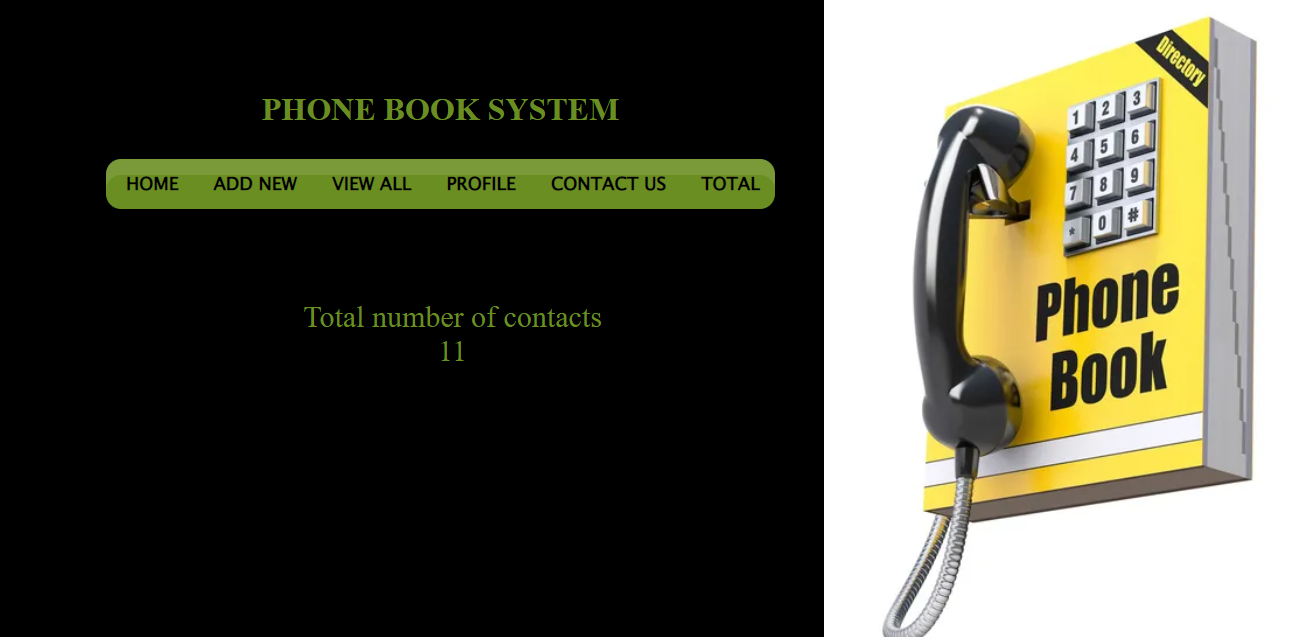 PHONE BOOK SYSTEM
HOME ADD NEW VIEW ALL PROFILE CONTACT US TOTAL
Total number of contacts
11
Directory
1 2 3
4 5 6
7 8 9
* 0 #
Phone
Book